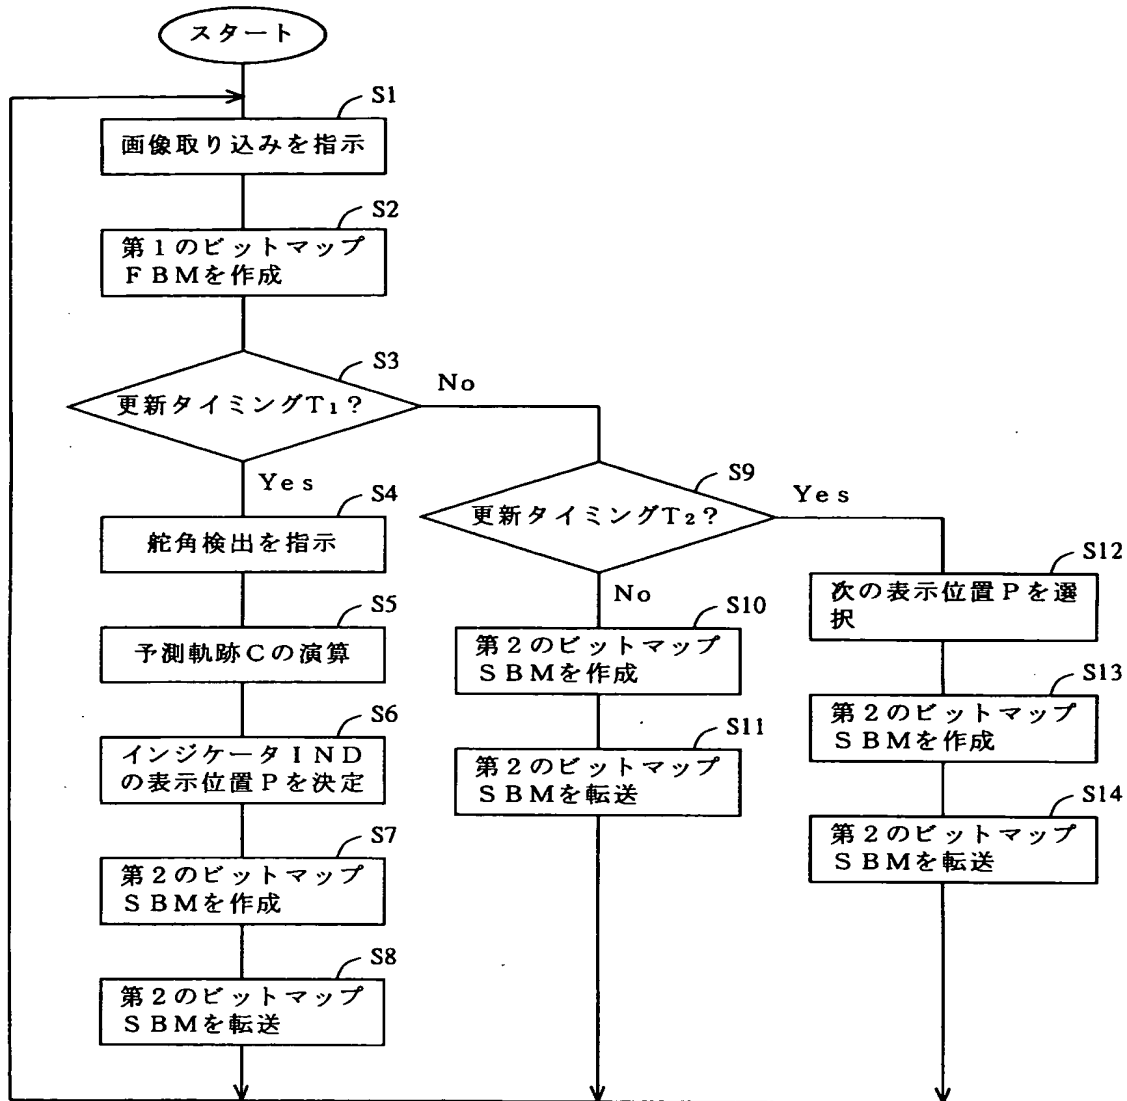 スタート
S1
画像取り込みを指示
S2
第1のビットマップ
FBMを作成
S3
更新タイミングT₁?
No
Yes
S4
舵角検出を指示
S5
予測軌跡Cの演算
S6
インジケータIND
の表示位置Pを決定
S7
第2のビットマップ
SBMを作成
S8
第2のビットマップ
SBMを転送
S9
更新タイミングT₂?
Yes
No
S10
第2のビットマップ
SBMを作成
S11
第2のビットマップ
SBMを転送
S12
次の表示位置Pを選
択
S13
第2のビットマップ
SBMを作成
S14
第2のビットマップ
SBMを転送